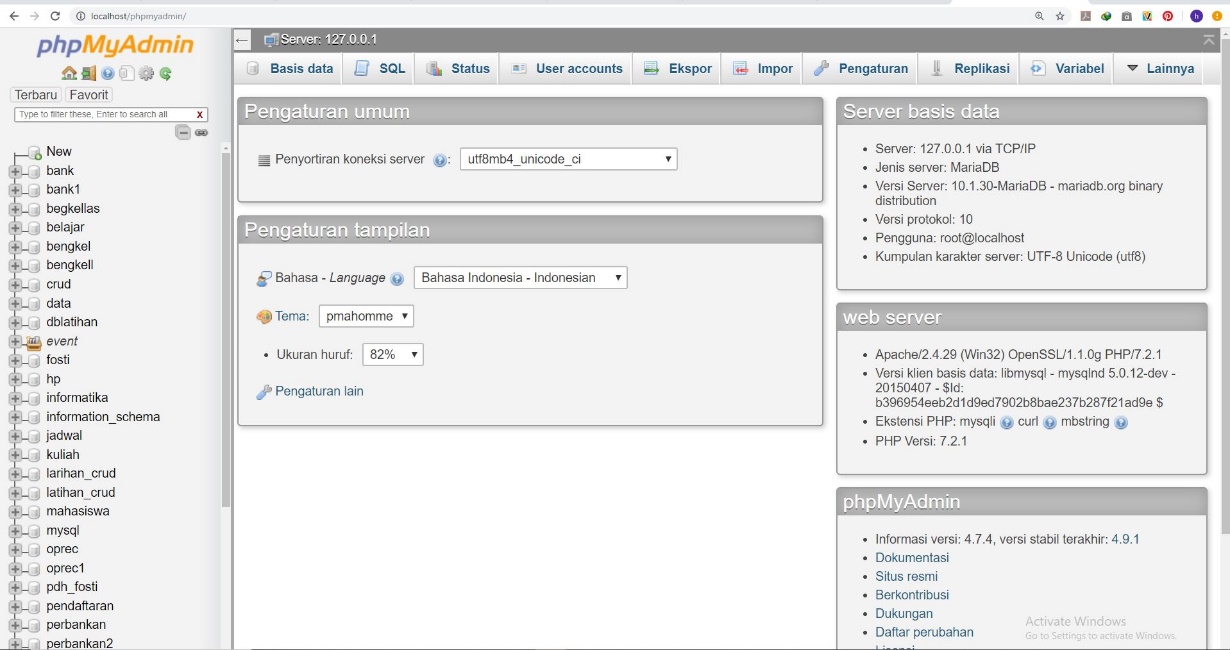 localhost/phpmyadmin/
phpMyAdmin
Terbaru Favorit
Type to filter these, Enter to search all X
New
bank
bank1
begkellas
belajar
bengkel
bengkell
crud
data
dblatihan
event
fosti
hp
informatika
information_schema
jadwal
kuliah
larihan_crud
latihan_crud
mahasiswa
mysql
oprec
oprec1
pdh_fosti
pendaftaran
perbankan
perbankan2
Server: 127.0.0.1
Basis data SQL Status User accounts Ekspor Impor Pengaturan Replikasi Variabel Lainnya
Pengaturan umum
Penyortiran koneksi server : utf8mb4_unicode_ci
Pengaturan tampilan
Bahasa - Language Bahasa Indonesia - Indonesian
Tema: pmahomme
• Ukuran huruf: 82%
Pengaturan lain
Server basis data
• Server: 127.0.0.1 via TCP/IP
• Jenis server: MariaDB
• Versi Server: 10.1.30-MariaDB - mariadb.org binary
distribution
• Versi protokol: 10
• Pengguna: root@localhost
• Kumpulan karakter server: UTF-8 Unicode (utf8)
web server
• Apache/2.4.29 (Win32) OpenSSL/1.1.0g PHP/7.2.1
• Versi klien basis data: libmysql - mysqlnd 5.0.12-dev -
20150407 - $Id:
b396954eeb2d1d9ed7902b8bae237b287f21ad9e $
• Ekstensi PHP: mysqli curl mbstring
• PHP Versi: 7.2.1
phpMyAdmin
• Informasi versi: 4.7.4, versi stabil terakhir: 4.9.1
• Dokumentasi
• Situs resmi
• Berkontribusi
• Dukungan
• Daftar perubahan
Activate Windows
Go to Settings to activate Windows.